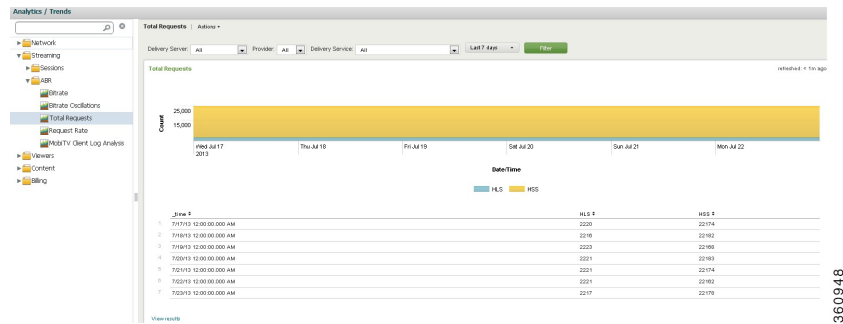 Analytics / Trends
Network
Streaming
Sessions
ABR
Bitrate
Bitrate Oscillations
Total Requests
Request Rate
MobiTV Client Log Analysis
Viewers
Content
Billing
Total Requests | Actions
Delivery Server: All Provider: All Delivery Service: All Last 7 days Filter
Total Requests refreshed: < 1m ago
Count
25,000
15,000
Wed Jul 17 Thu Jul 18 Fri Jul 19 Sat Jul 20 Sun Jul 21 Mon Jul 22
2013
Date/Time
HLS HSS
_time HLS HSS
1 7/17/13 12:00:00.000 AM 2220 22174
2 7/18/13 12:00:00.000 AM 2216 22182
3 7/19/13 12:00:00.000 AM 2223 22166
4 7/20/13 12:00:00.000 AM 2221 22183
5 7/21/13 12:00:00.000 AM 2221 22174
6 7/22/13 12:00:00.000 AM 2221 22162
7 7/23/13 12:00:00.000 AM 2217 22178
View results
360948